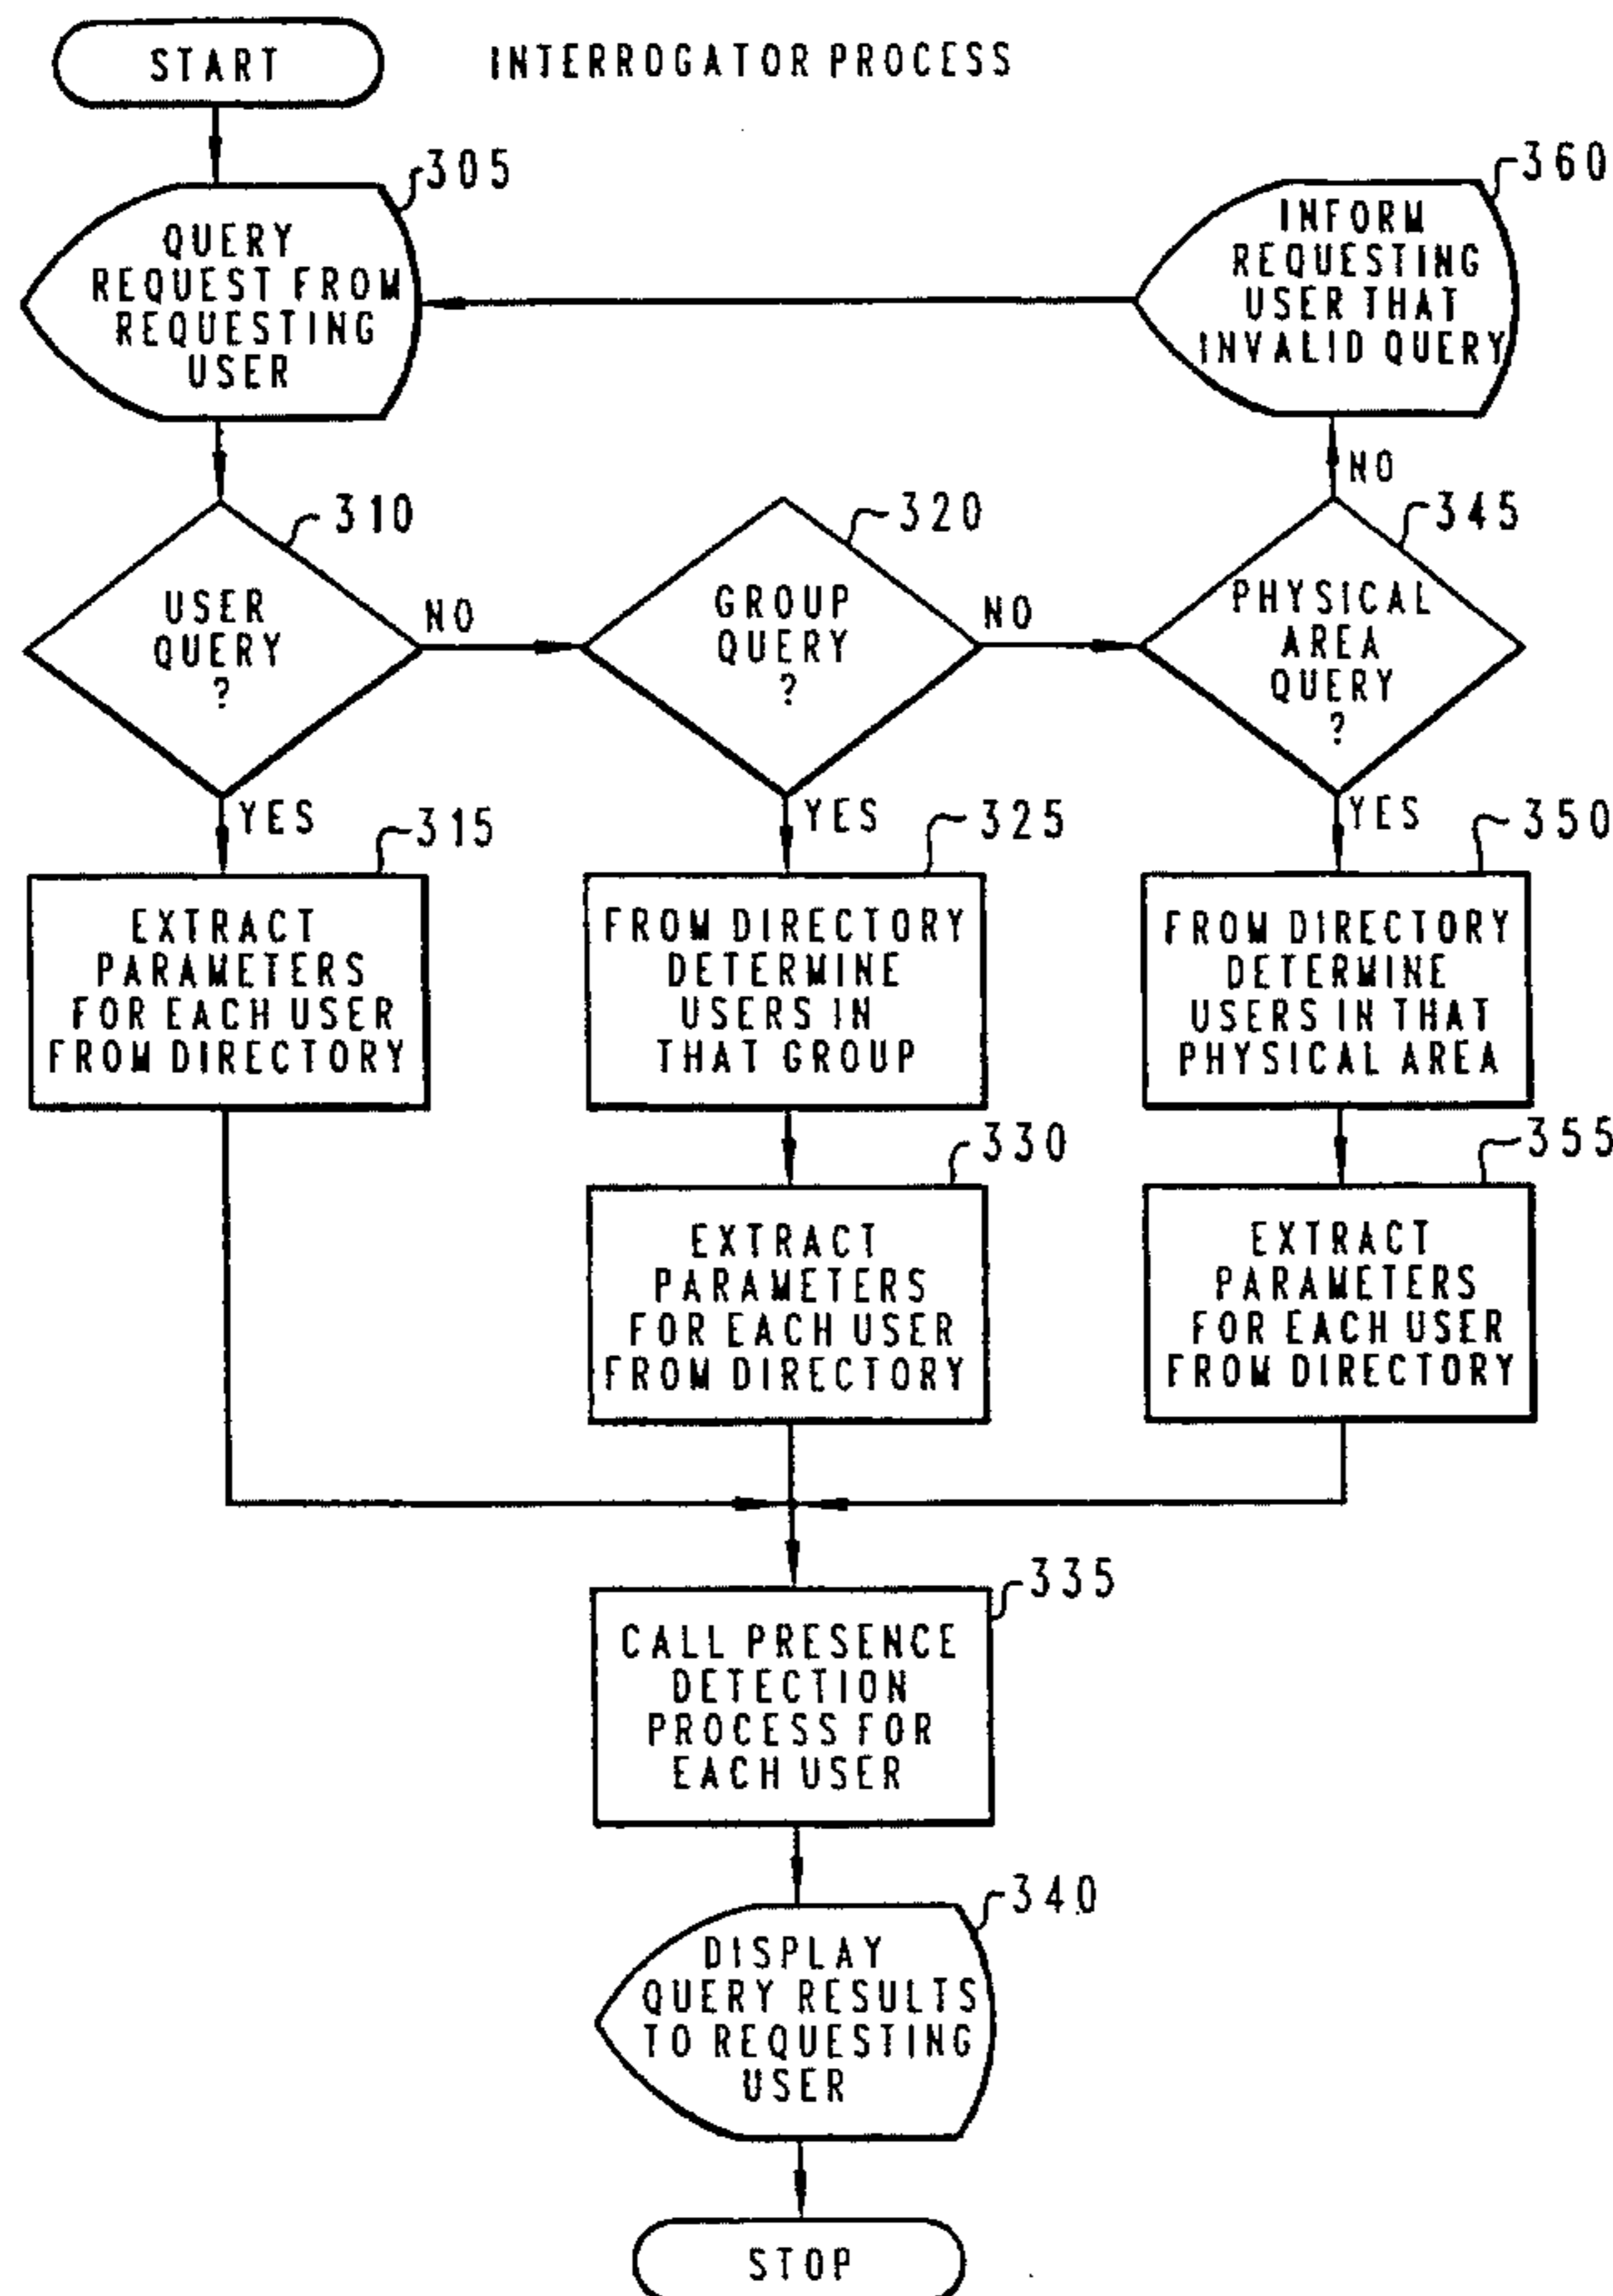 START
INTERROGATOR PROCESS
305
QUERY
REQUEST FROM
REQUESTING
USER
360
INFORM
REQUESTING
USER THAT
INVALID QUERY
NO
310
USER
QUERY
?
NO
320
GROUP
QUERY
?
NO
345
PHYSICAL
AREA
QUERY
?
YES
315
EXTRACT
PARAMETERS
FOR EACH USER
FROM DIRECTORY
YES
325
FROM DIRECTORY
DETERMINE
USERS IN
THAT GROUP
YES
350
FROM DIRECTORY
DETERMINE
USERS IN THAT
PHYSICAL AREA
330
EXTRACT
PARAMETERS
FOR EACH USER
FROM DIRECTORY
355
EXTRACT
PARAMETERS
FOR EACH USER
FROM DIRECTORY
335
CALL PRESENCE
DETECTION
PROCESS FOR
EACH USER
340
DISPLAY
QUERY RESULTS
TO REQUESTING
USER
STOP